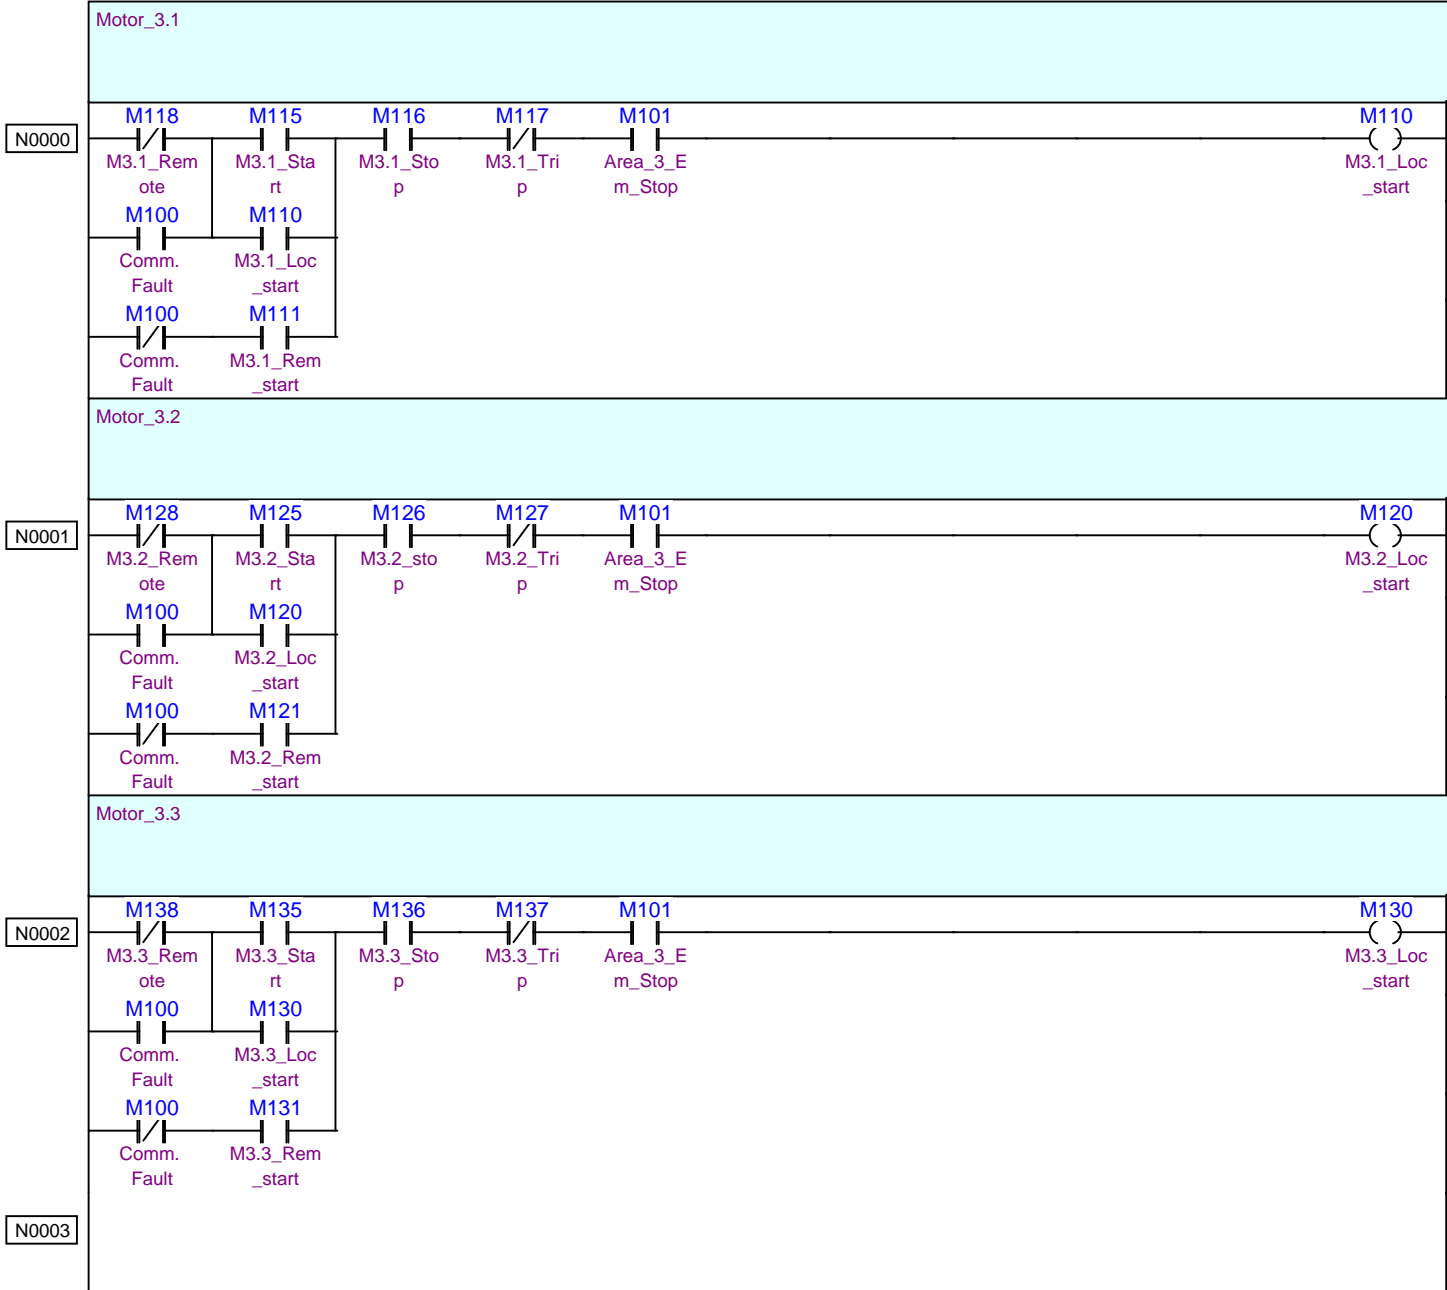 Motor_3.1
M118 M115 M116 M117 M101 M110
N0000
M3.1_Rem M3.1_Sta M3.1_Sto M3.1_Tri Area_3_E M3.1_Loc
ote rt p p m_Stop _start
M100 M110
Comm. M3.1_Loc
Fault _start
M100 M111
Comm. M3.1_Rem
Fault _start
Motor_3.2
M128 M125 M126 M127 M101 M120
N0001
M3.2_Rem M3.2_Sta M3.2_sto M3.2_Tri Area_3_E M3.2_Loc
ote rt p p m_Stop _start
M100 M120
Comm. M3.2_Loc
Fault _start
M100 M121
Comm. M3.2_Rem
Fault _start
Motor_3.3
M138 M135 M136 M137 M101 M130
N0002
M3.3_Rem M3.3_Sta M3.3_Sto M3.3_Tri Area_3_E M3.3_Loc
ote rt p p m_Stop _start
M100 M130
Comm. M3.3_Loc
Fault _start
M100 M131
Comm. M3.3_Rem
Fault _start
N0003